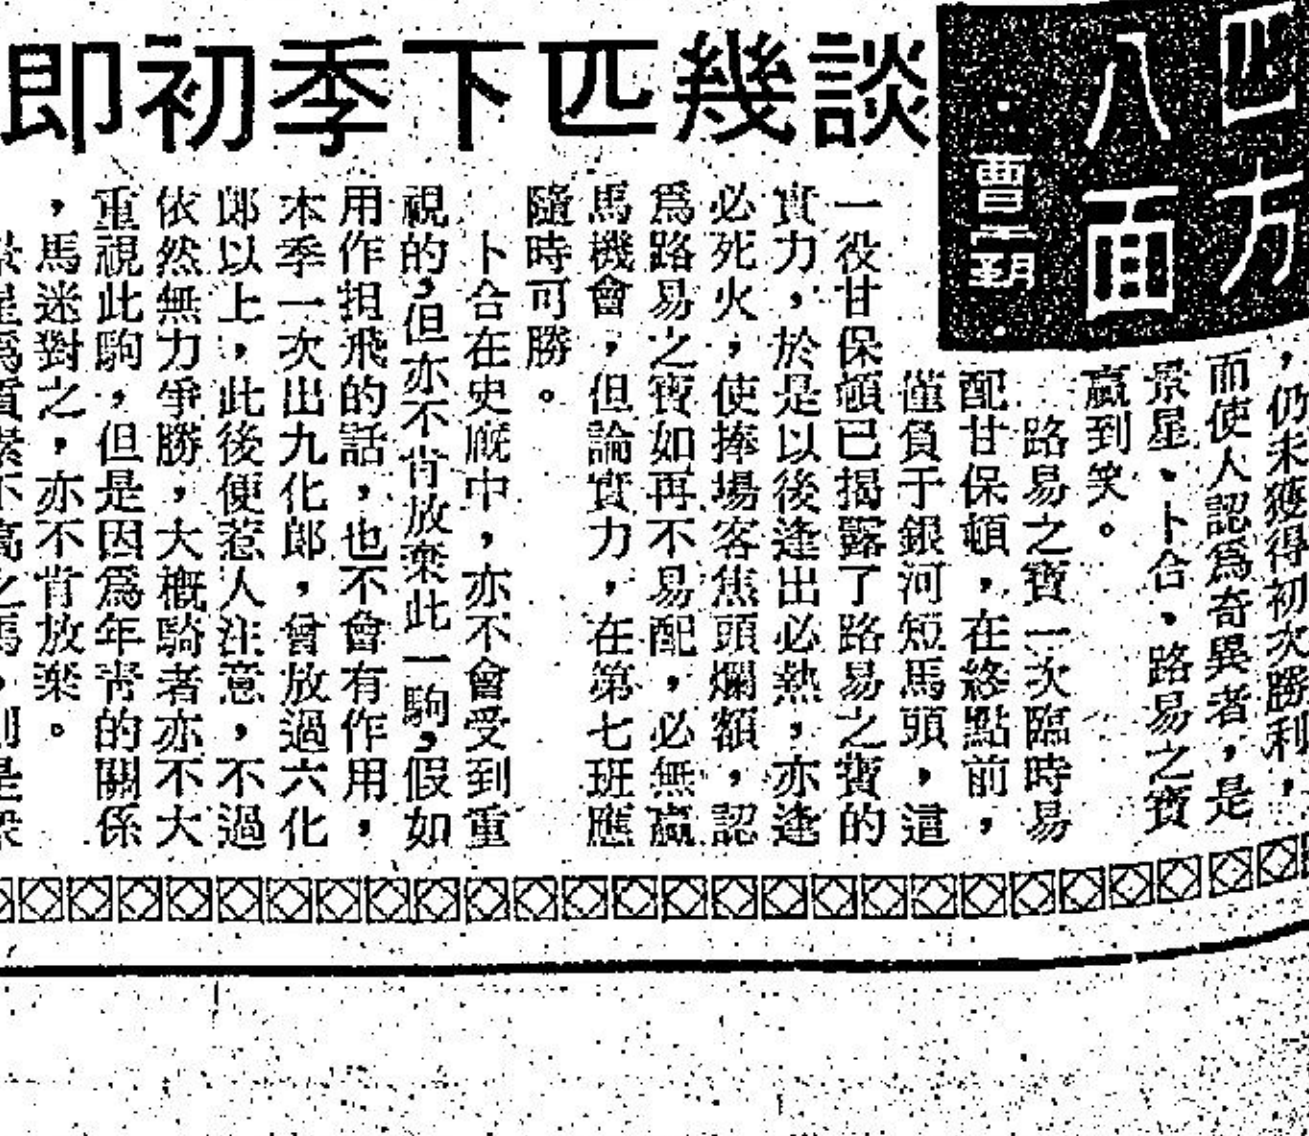 四方
八面
曹霸
談幾匹下季初即
，仍未獲得初次勝利，
而使人認為奇異者，是
景星、卜合、路易之寶
贏到笑。
路易之寶一次臨時易
配甘保頓，在終點前，
僅負于銀河短馬頭，這
一役甘保頓已揭露了路易之寶的
實力，於是以後逢出必熱，亦逢
必死火，使捧場客焦頭爛額，認
為路易之寶如再不易配，必無贏
馬機會，但論實力，在第七班應
隨時可勝。
卜合在史廄中，亦不會受到重
視的，但亦不肯放棄此一駒，假如
用作担飛的話，也不會有作用，
本季一次出九化郎，曾放過六化
郎以上，此後便惹人注意，不過
依然無力爭勝，大概騎者亦不大
重視此駒，但是因為年青的關係
，馬迷對之，亦不肯放棄。